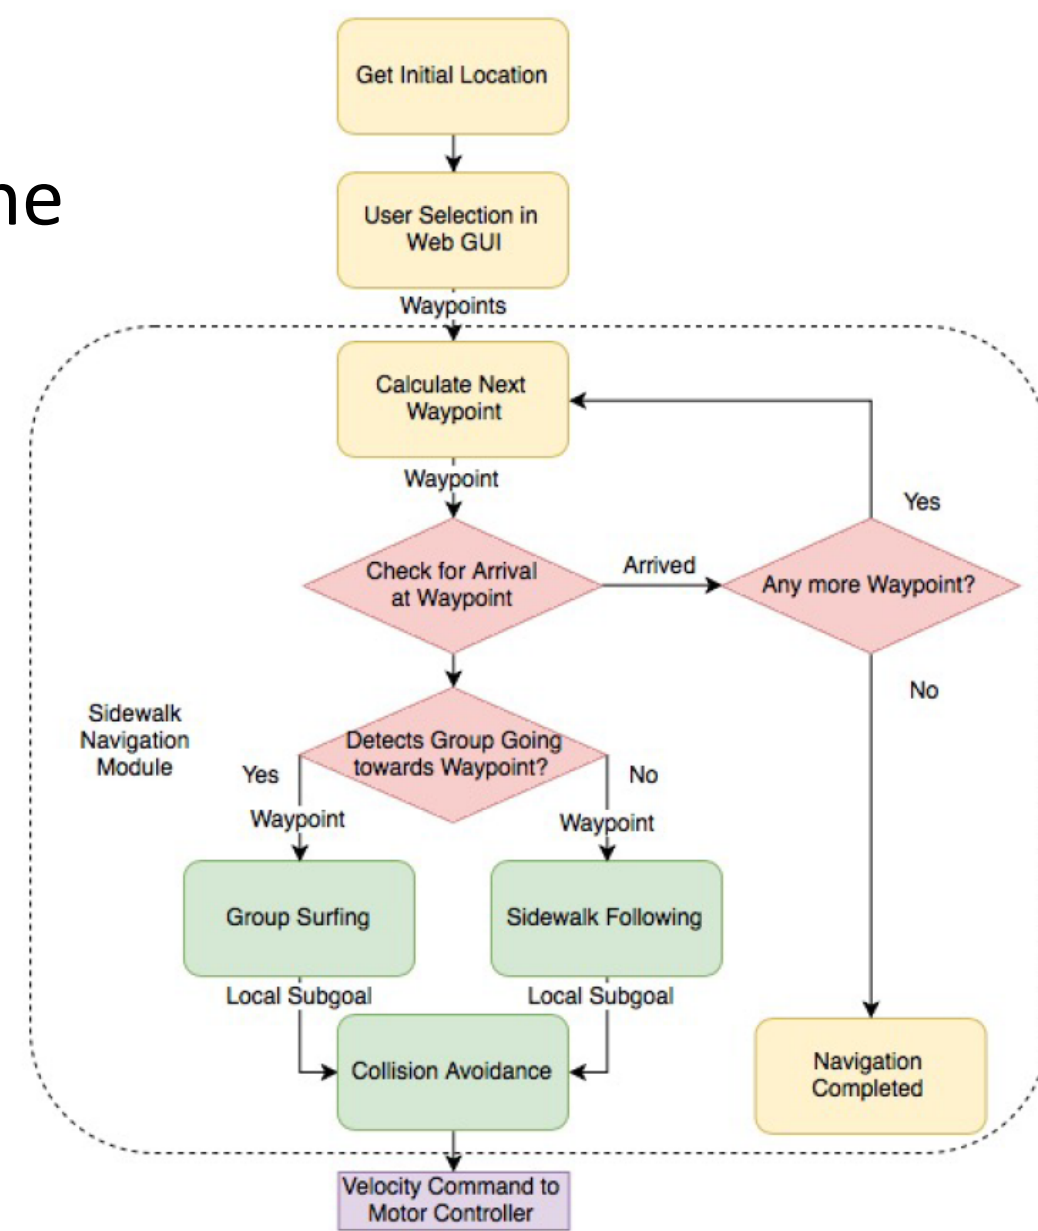 ne
Get Initial Location
User Selection in
Web GUI
Waypoints
Calculate Next
Waypoint
Waypoint
Yes
Check for Arrival
at Waypoint
Arrived
Any more Waypoint?
No
Sidewalk
Navigation
Module
Detects Group Going
towards Waypoint?
Yes
No
Waypoint
Waypoint
Group Surfing
Sidewalk Following
Local Subgoal
Local Subgoal
Collision Avoidance
Navigation
Completed
Velocity Command to
Motor Controller